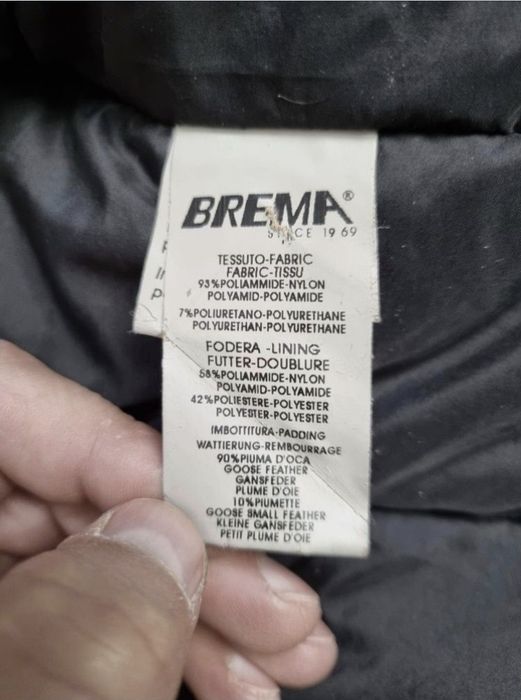 BREMA®
SINCE 1969
TESSUTO-FABRIC
FABRIC-TISSU
93%POLIAMMIDE-NYLON
POLYAMID-POLYAMIDE
7%POLIURETANO-POLYURETHANE
POLYURETHAN-POLYURETHANE
FODERA -LINING
FUTTER-DOUBLURE
58%POLIAMMIDE-NYLON
POLYAMID-POLYAMIDE
42%POLIESTERE-POLYESTER
POLYESTER-POLYESTER
IMBOTTITURA-PADDING
WATTIERUNG-REMBOURRAGE
90%PIUMA D'OCA
GOOSE FEATHER
GANSFEDER
PLUME D'OIE
10%PIUMETTE
GOOSE SMALL FEATHER
KLEINE GANSFEDER
PETIT PLUME D'OIE